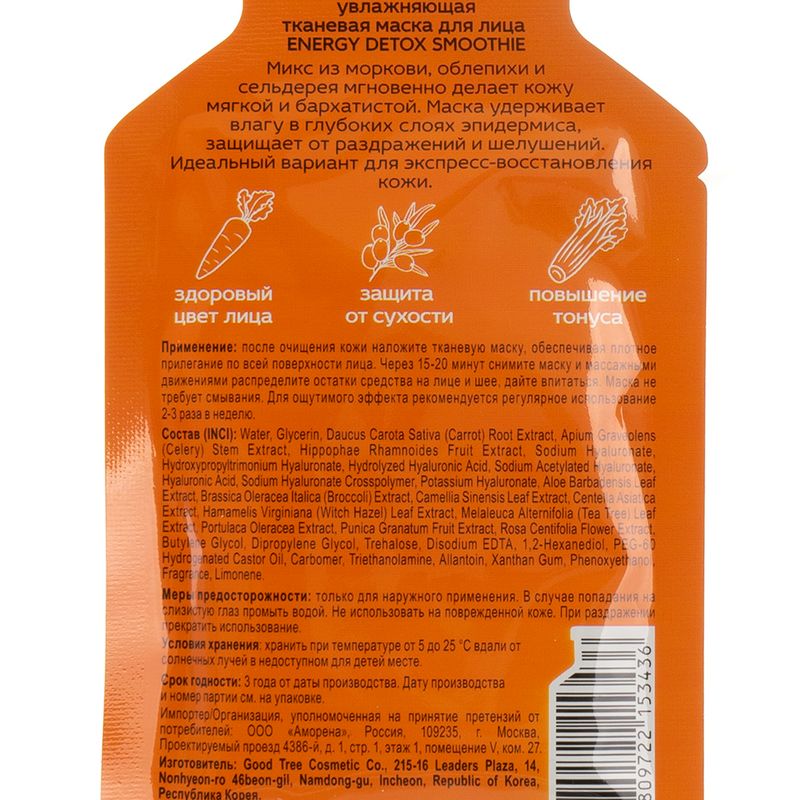 увлажняющая
тканевая маска для лица
ENERGY DETOX SMOOTHIE
Микс из моркови, облепихи и
сельдерея мгновенно делает кожу
мягкой и бархатистой. Маска удерживает
влагу в глубоких слоях эпидермиса,
защищает от раздражений и шелушений.
Идеальный вариант для экспресс-восстановления
кожи.
здоровый
цвет лица
защита
от сухости
повышение
тонуса
Применение: после очищения кожи наложите тканевую маску, обеспечивая плотное
прилегание по всей поверхности лица. Через 15-20 минут снимите маску и массажными
движениями распределите остатки средства на лице и шее, дайте впитаться. Маска не
требует смывания. Для ощутимого эффекта рекомендуется регулярное использование
2-3 раза в неделю.
Состав (INCI): Water, Glycerin, Daucus Carota Sativa (Carrot) Root Extract, Apium Graveolens
(Celery) Stem Extract, Hippophae Rhamnoides Fruit Extract, Sodium Hyaluronate,
Hydroxypropyltrimonium Hyaluronate, Hydrolyzed Hyaluronic Acid, Sodium Acetylated Hyaluronate,
Hyaluronic Acid, Sodium Hyaluronate Crosspolymer, Potassium Hyaluronate, Aloe Barbadensis Leaf
Extract, Brassica Oleracea Italica (Broccoli) Extract, Camellia Sinensis Leaf Extract, Centella Asiatica
Extract, Hamamelis Virginiana (Witch Hazel) Leaf Extract, Melaleuca Alternifolia (Tea Tree) Leaf
Extract, Portulaca Oleracea Extract, Punica Granatum Fruit Extract, Rosa Centifolia Flower Extract,
Butylene Glycol, Dipropylene Glycol, Trehalose, Disodium EDTA, 1,2-Hexanediol, PEG-60
Hydrogenated Castor Oil, Carbomer, Triethanolamine, Allantoin, Xanthan Gum, Phenoxyethanol,
Fragrance, Limonene.
Меры предосторожности: только для наружного применения. В случае попадания на
слизистую глаз промыть водой. Не использовать на поврежденной коже. При раздражении
прекратить использование.
Условия хранения: хранить при температуре от 5 до 25 °С вдали от
солнечных лучей в недоступном для детей месте.
Срок годности: 3 года от даты производства. Дату производства
и номер партии см. на упаковке.
Импортер/Организация, уполномоченная на принятие претензий от
потребителей: ООО «Аморена», Россия, 109235, г. Москва,
Проектируемый проезд 4386-й, д. 1, стр. 1, этаж 1, помещение V, ком. 27.
Изготовитель: Good Tree Cosmetic Co., 215-16 Leaders Plaza, 14,
Nonhyeon-ro 46beon-gil, Namdong-gu, Incheon, Republic of Korea,
Республика Корея.
809722 153436